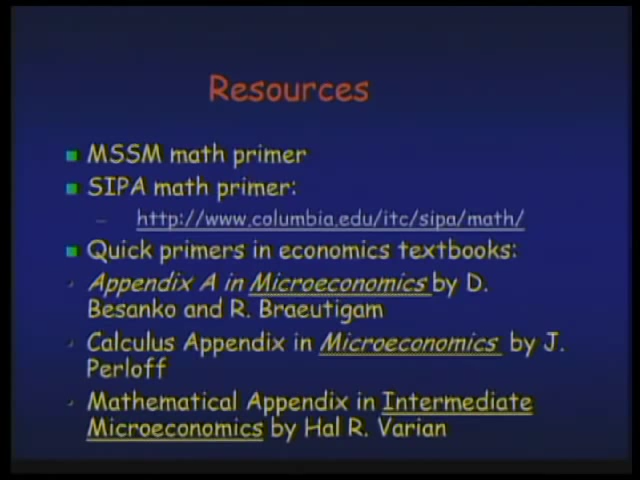 Resources
MSSM math primer
SIPA math primer:
– http://www.columbia.edu/itc/sipa/math/
Quick primers in economics textbooks:
Appendix A in Microeconomics by D.
Besanko and R. Braeutigam
Calculus Appendix in Microeconomics by J.
Perloff
Mathematical Appendix in Intermediate
Microeconomics by Hal R. Varian